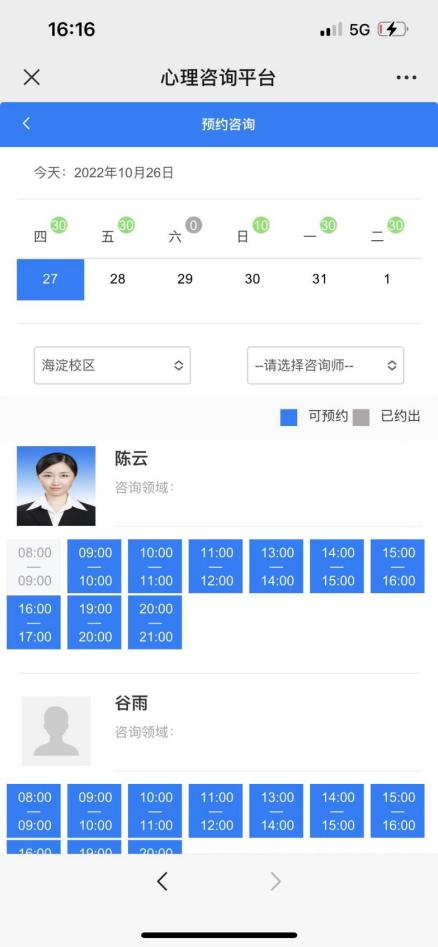 16:16 5G
心理咨询平台
预约咨询
今天：2022年10月26日
四 30 五 30 六 0 日 10 一 30 二 30
27 28 29 30 31 1
海淀校区 --请选择咨询师--
可预约 已约出
陈云
咨询领域：
08:00 — 09:00 09:00 — 10:00 10:00 — 11:00 11:00 — 12:00 13:00 — 14:00 14:00 — 15:00 15:00 — 16:00
16:00 — 17:00 19:00 — 20:00 20:00 — 21:00
谷雨
咨询领域：
08:00 — 09:00 09:00 — 10:00 10:00 — 11:00 11:00 — 12:00 13:00 — 14:00 14:00 — 15:00 15:00 — 16:00
16:00 19:00 20:00